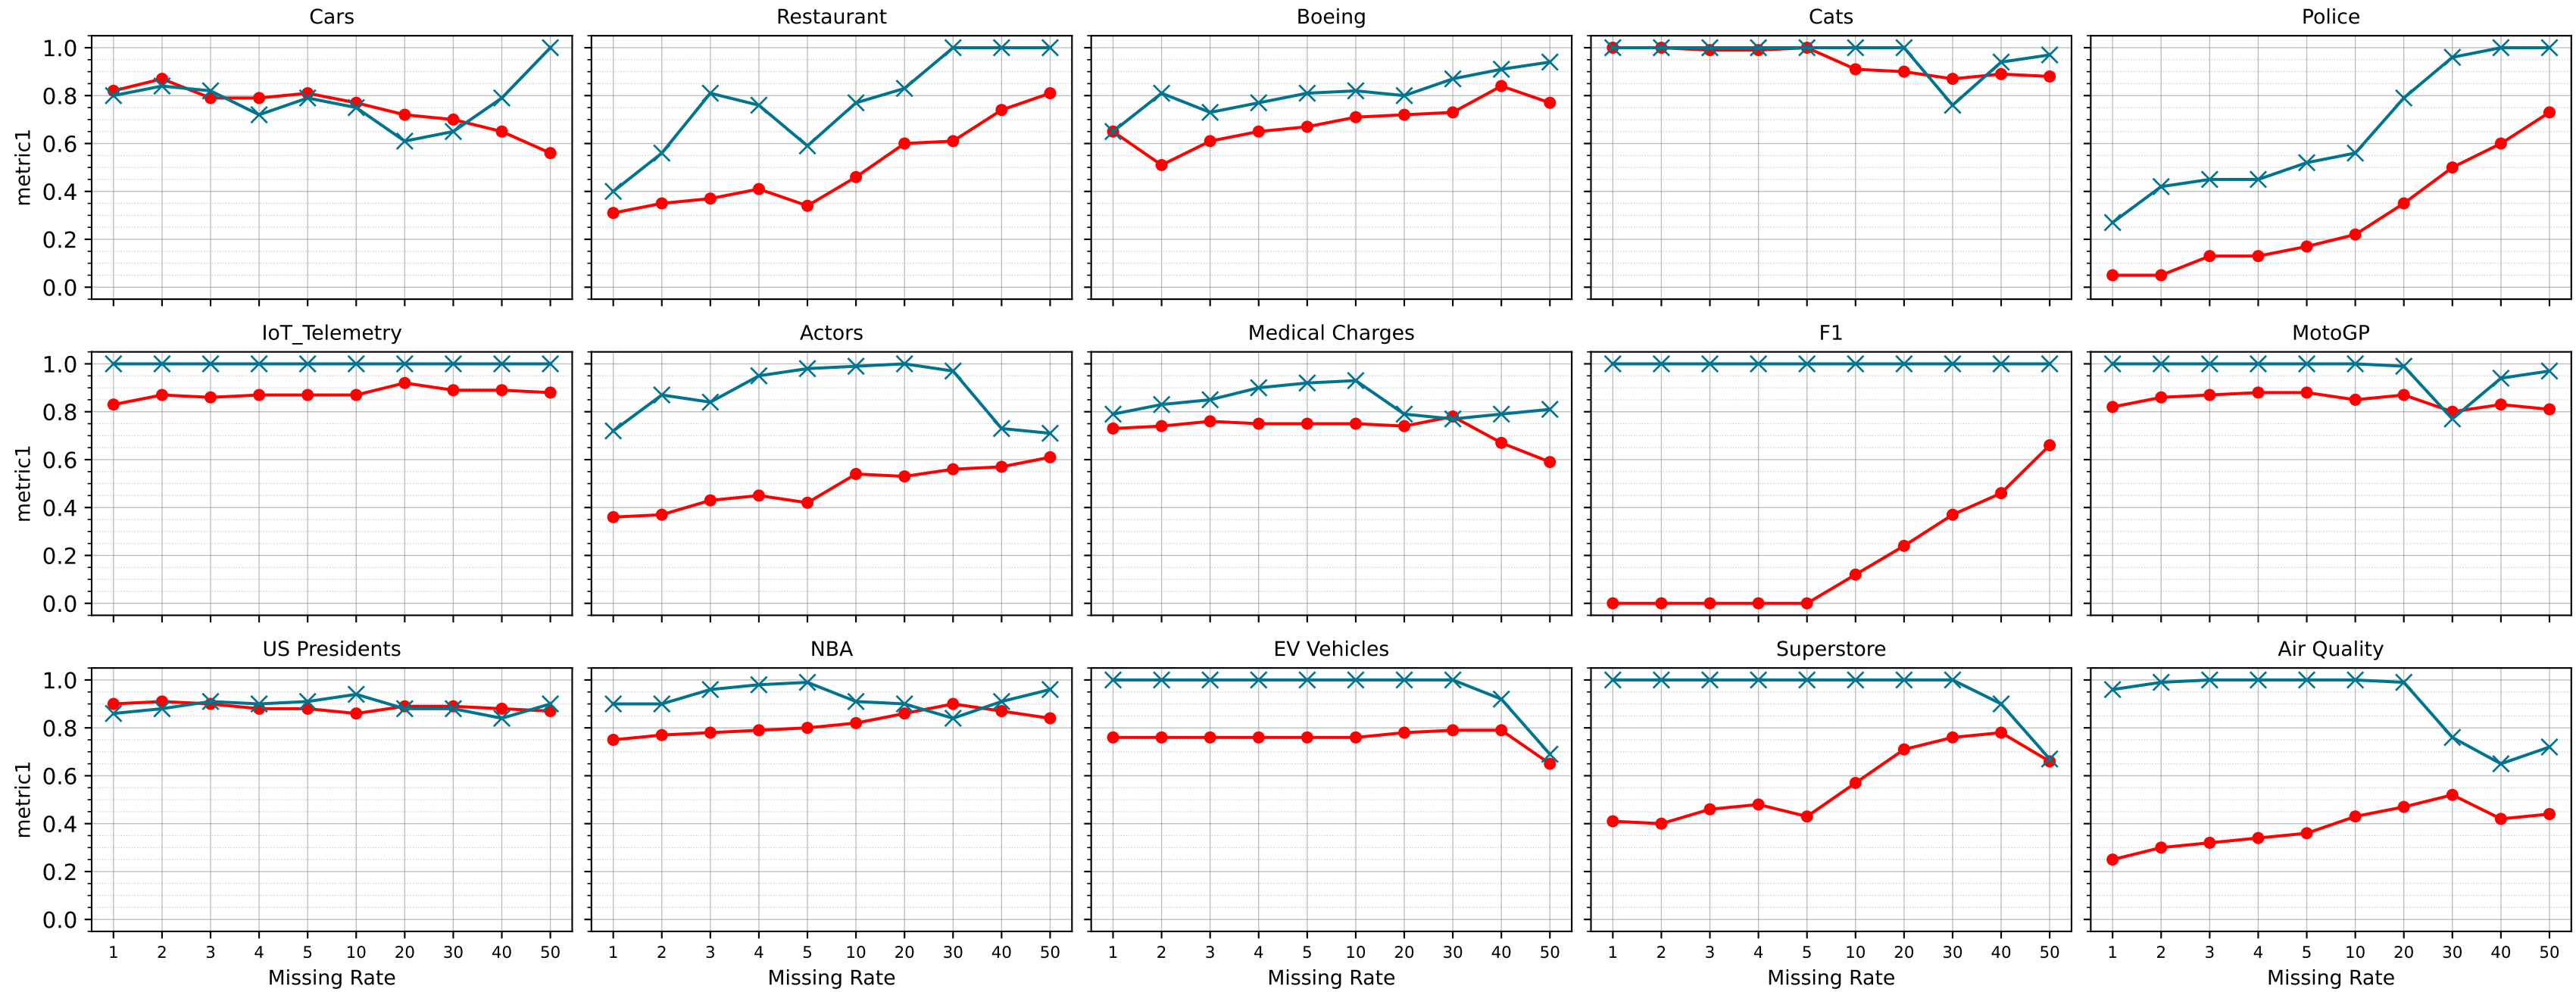 Cars Restaurant Boeing Cats Police
metric1
1.0
0.8
0.6
0.4
0.2
0.0
IoT_Telemetry Actors Medical Charges F1 MotoGP
metric1
1.0
0.8
0.6
0.4
0.2
0.0
US Presidents NBA EV Vehicles Superstore Air Quality
metric1
1.0
0.8
0.6
0.4
0.2
0.0
1 2 3 4 5 10 20 30 40 50 1 2 3 4 5 10 20 30 40 50 1 2 3 4 5 10 20 30 40 50 1 2 3 4 5 10 20 30 40 50 1 2 3 4 5 10 20 30 40 50
Missing Rate Missing Rate Missing Rate Missing Rate Missing Rate